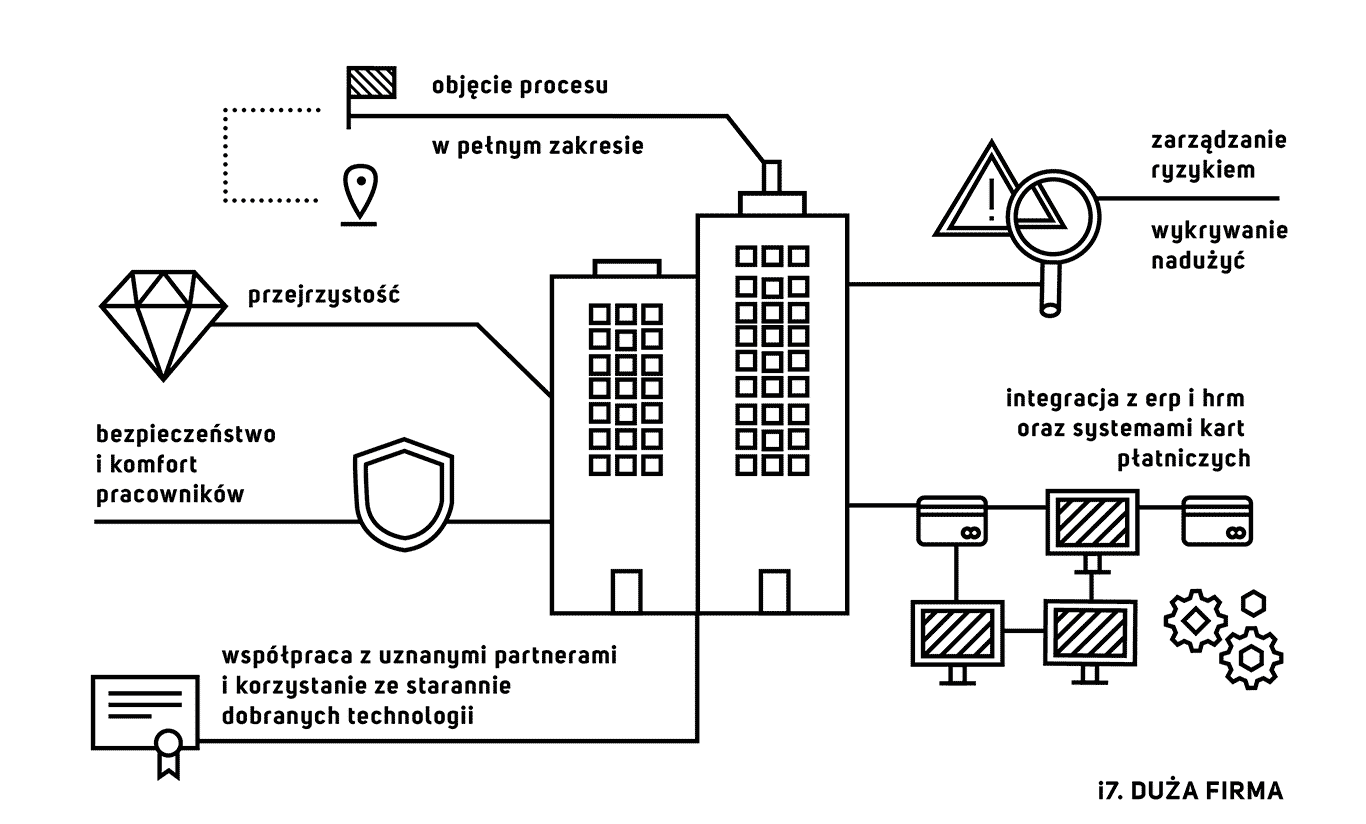 objęcie procesu
w pełnym zakresie
zarządzanie
ryzykiem
wykrywanie
nadużyć
przejrzystość
integracja z erp i hrm
oraz systemami kart
płatniczych
bezpieczeństwo
i komfort
pracowników
współpraca z uznanymi partnerami
i korzystanie ze starannie
dobranych technologii
i7. DUŻA FIRMA